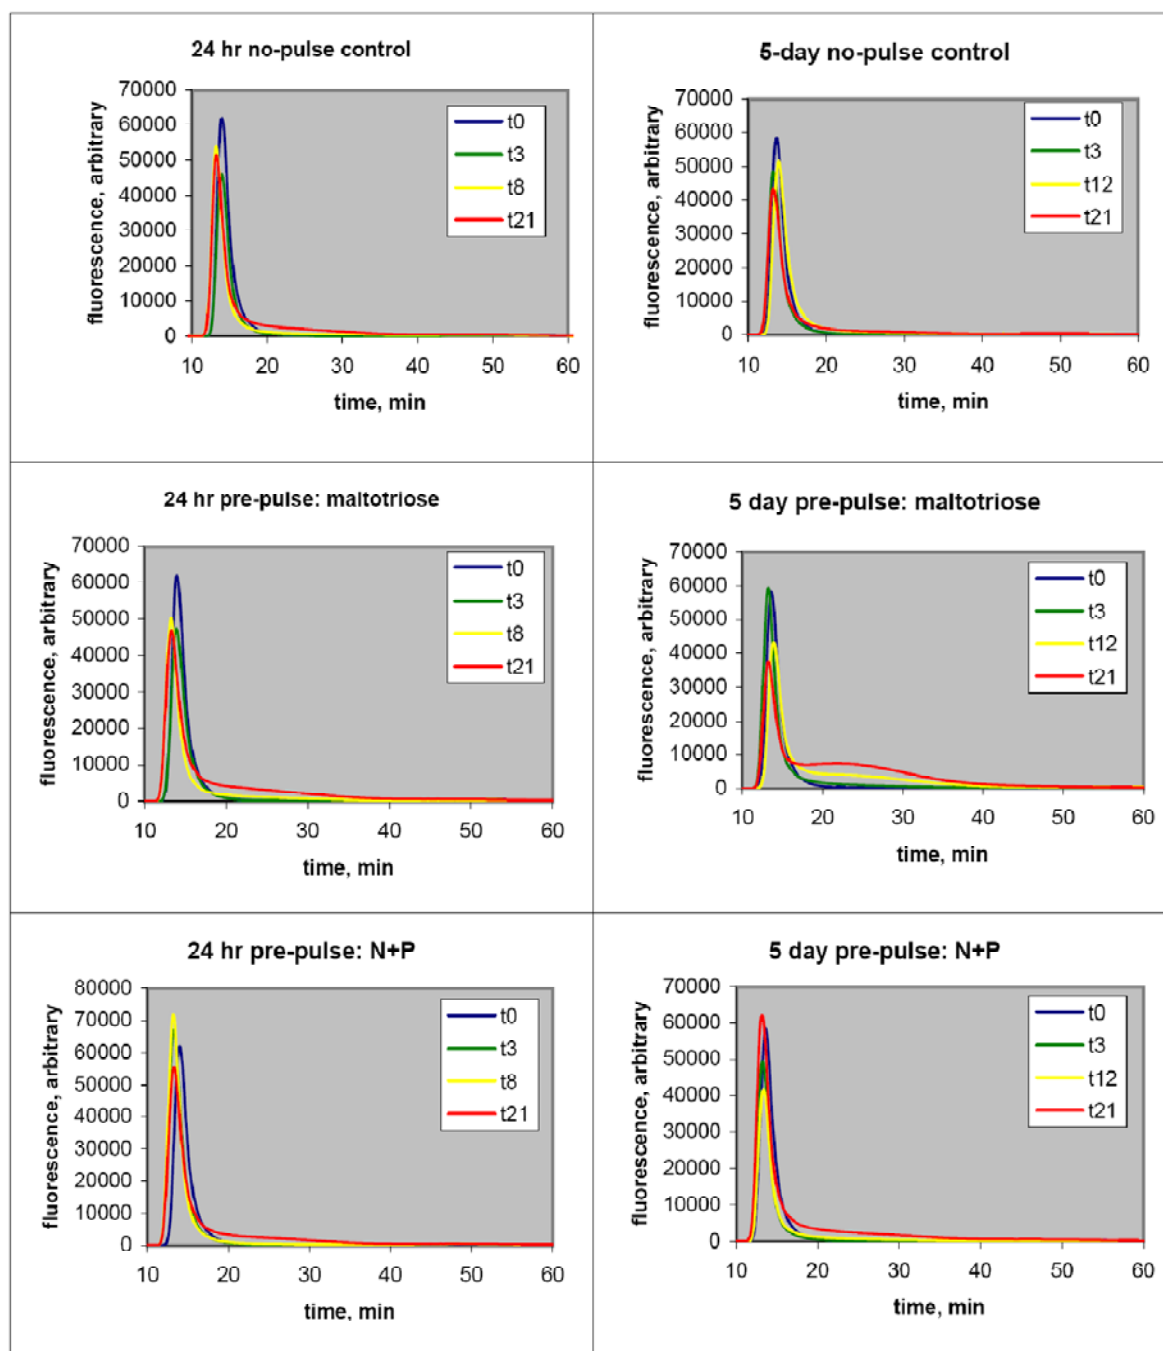 24 hr no-pulse control
fluorescence, arbitrary
70000
60000
50000
40000
30000
20000
10000
0
10 20 30 40 50 60
time, min
t0
t3
t8
t21
5-day no-pulse control
fluorescence, arbitrary
70000
60000
50000
40000
30000
20000
10000
0
10 20 30 40 50 60
time, min
t0
t3
t12
t21
24 hr pre-pulse: maltotriose
fluorescence, arbitrary
70000
60000
50000
40000
30000
20000
10000
0
10 20 30 40 50 60
time, min
t0
t3
t8
t21
5 day pre-pulse: maltotriose
fluorescence, arbitrary
70000
60000
50000
40000
30000
20000
10000
0
10 20 30 40 50 60
time, min
t0
t3
t12
t21
24 hr pre-pulse: N+P
fluorescence, arbitrary
80000
70000
60000
50000
40000
30000
20000
10000
0
10 20 30 40 50 60
time, min
t0
t3
t8
t21
5 day pre-pulse: N+P
fluorescence, arbitrary
70000
60000
50000
40000
30000
20000
10000
0
10 20 30 40 50 60
time, min
t0
t3
t12
t21